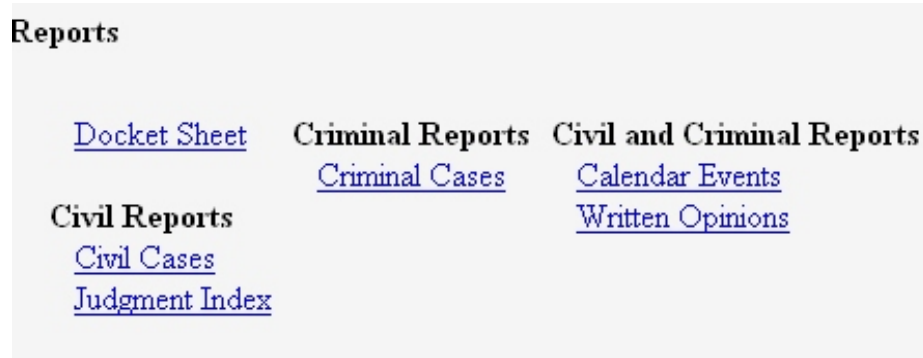 Reports
Docket Sheet
Civil Reports
Civil Cases
Judgment Index
Criminal Reports
Criminal Cases
Civil and Criminal Reports
Calendar Events
Written Opinions